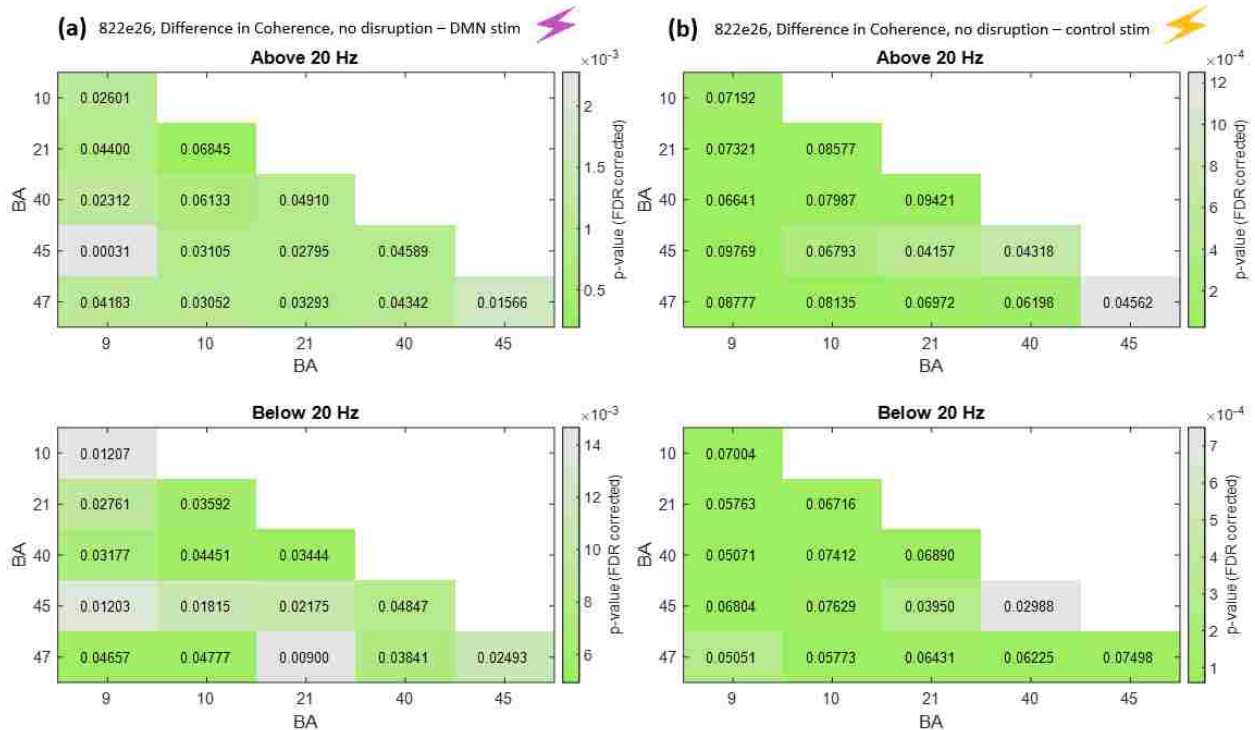 (a) 822e26, Difference in Coherence, no disruption – DMN stim
Above 20 Hz
×10⁻³
10 0.02601
21 0.04400 0.06845
40 0.02312 0.06133 0.04910
45 0.00031 0.03105 0.02795 0.04589
47 0.04183 0.03052 0.03293 0.04342 0.01566
9 10 21 40 45
BA
BA
2
1.5
1
0.5
p-value (FDR corrected)
(b) 822e26, Difference in Coherence, no disruption – control stim
Above 20 Hz
×10⁻⁴
10 0.07192
21 0.07321 0.08577
40 0.06641 0.07987 0.09421
45 0.09769 0.06793 0.04157 0.04318
47 0.08777 0.08135 0.06972 0.06198 0.04562
9 10 21 40 45
BA
BA
12
10
8
6
4
2
p-value (FDR corrected)
Below 20 Hz
×10⁻³
10 0.01207
21 0.02761 0.03592
40 0.03177 0.04451 0.03444
45 0.01203 0.01815 0.02175 0.04847
47 0.04657 0.04777 0.00900 0.03841 0.02493
9 10 21 40 45
BA
BA
14
12
10
8
6
p-value (FDR corrected)
Below 20 Hz
×10⁻⁴
10 0.07004
21 0.05763 0.06716
40 0.05071 0.07412 0.06890
45 0.06804 0.07629 0.03950 0.02988
47 0.05051 0.05773 0.06431 0.06225 0.07498
9 10 21 40 45
BA
BA
7
6
5
4
3
2
1
p-value (FDR corrected)